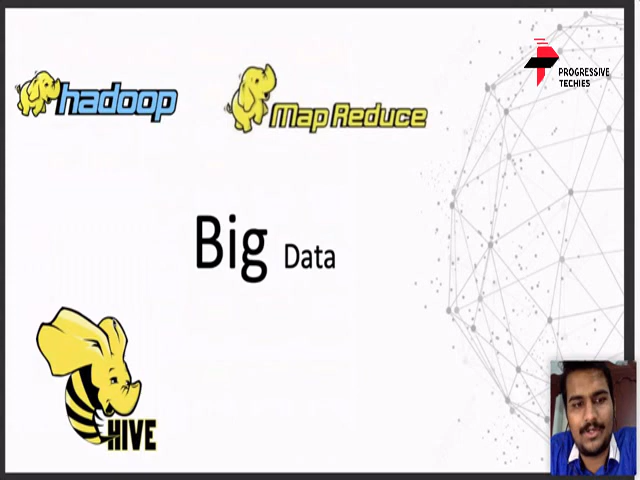 hadoop
Map Reduce
PROGRESSIVE
TECHIES
Big Data
HIVE